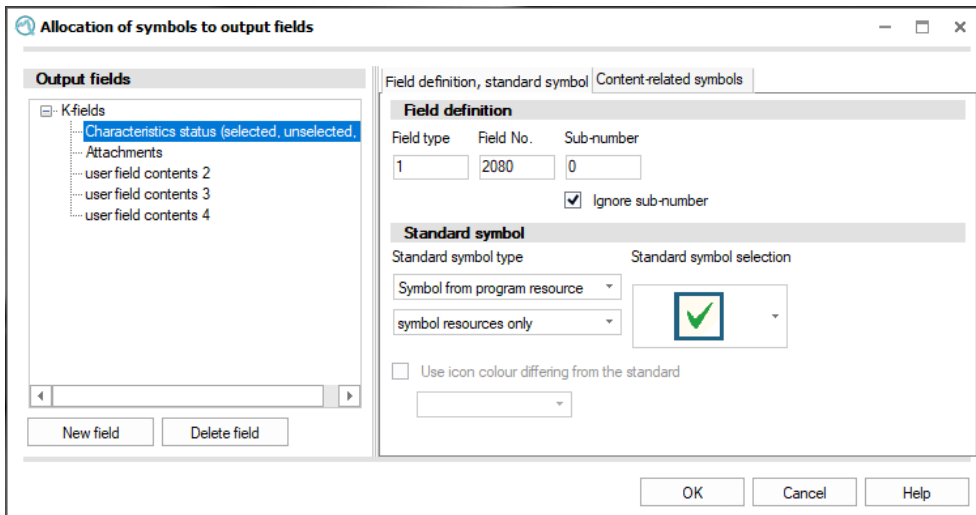 Allocation of symbols to output fields
Output fields
K-fields
Characteristics status (selected, unselected,
Attachments
user field contents 2
user field contents 3
user field contents 4
New field
Delete field
Field definition, standard symbol
Content-related symbols
Field definition
Field type
Field No.
Sub-number
1
2080
0
Ignore sub-number
Standard symbol
Standard symbol type
Standard symbol selection
Symbol from program resource
symbol resources only
Use icon colour differing from the standard
OK
Cancel
Help